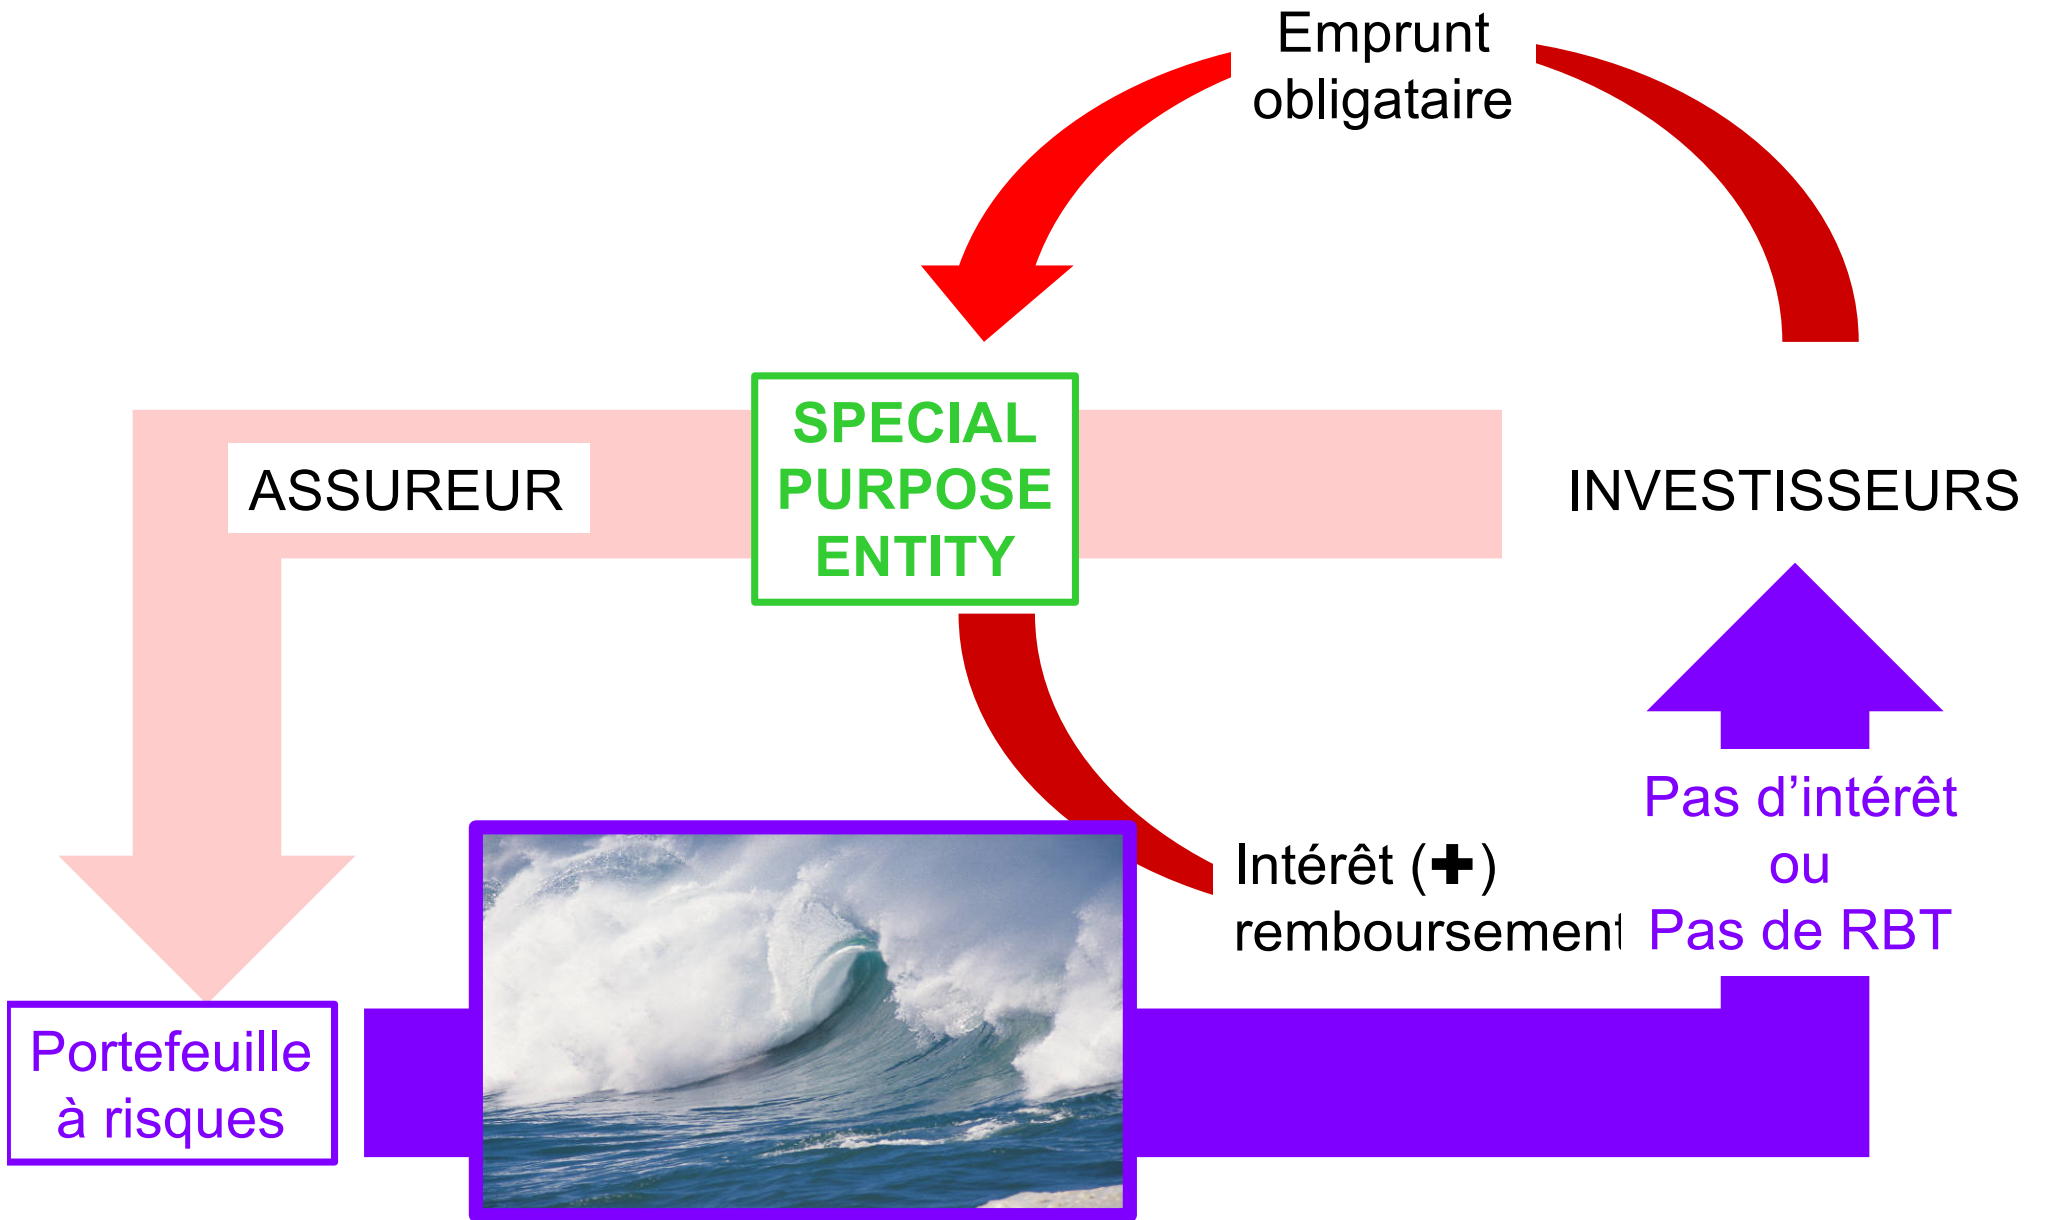 Emprunt
obligataire
SPECIAL
PURPOSE
ENTITY
ASSUREUR
INVESTISSEURS
Pas d’intérêt
ou
Pas de RBT
Intérêt (✚)
remboursement
Portefeuille
à risques